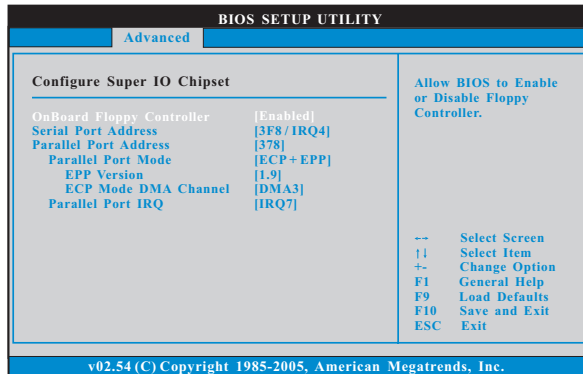 BIOS SETUP UTILITY
Advanced
Configure Super IO Chipset
OnBoard Floppy Controller [Enabled]
Serial Port Address [3F8 / IRQ4]
Parallel Port Address [378]
Parallel Port Mode [ECP + EPP]
EPP Version [1.9]
ECP Mode DMA Channel [DMA3]
Parallel Port IRQ [IRQ7]
Allow BIOS to Enable
or Disable Floppy
Controller.
←→ Select Screen
↑↓ Select Item
+- Change Option
F1 General Help
F9 Load Defaults
F10 Save and Exit
ESC Exit
v02.54 (C) Copyright 1985-2005, American Megatrends, Inc.